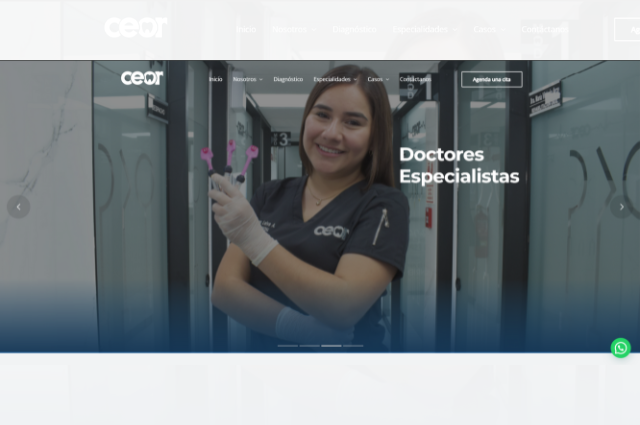 ceor
Inicio Nosotros Diagnóstico Especialidades Casos Contáctanos
ceor
Inicio Nosotros Diagnóstico Especialidades Casos Contáctanos Agenda una cita
3
Doctores
Especialistas
ceor